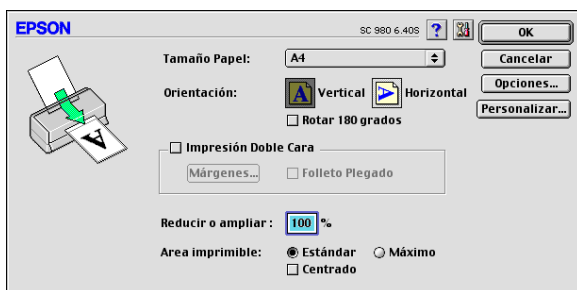 EPSON
SC 980 6.40S
OK
Tamaño Papel: A4
Cancelar
Opciones...
Orientación: A Vertical A Horizontal
Personalizar...
Rotar 180 grados
Impresión Doble Cara
Márgenes... Folleto Plegado
Reducir o ampliar : 100 %
Area imprimible: Estándar Máximo
Centrado
A